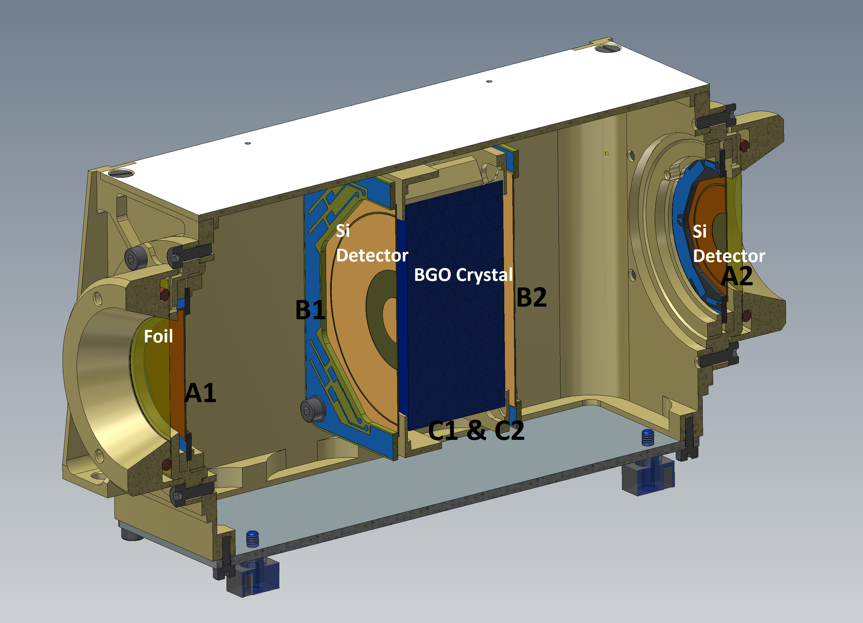 Si
Detector
BGO Crystal
Si
Detector
A2
B1
B2
Foil
A1
C1 & C2